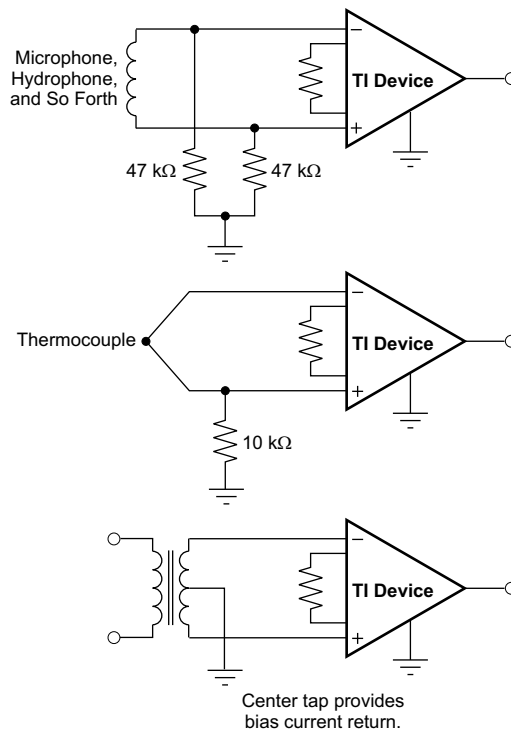 Microphone,
Hydrophone,
and So Forth
−
TI Device
+
47 kΩ
47 kΩ
Thermocouple
−
TI Device
+
10 kΩ
−
TI Device
+
Center tap provides
bias current return.